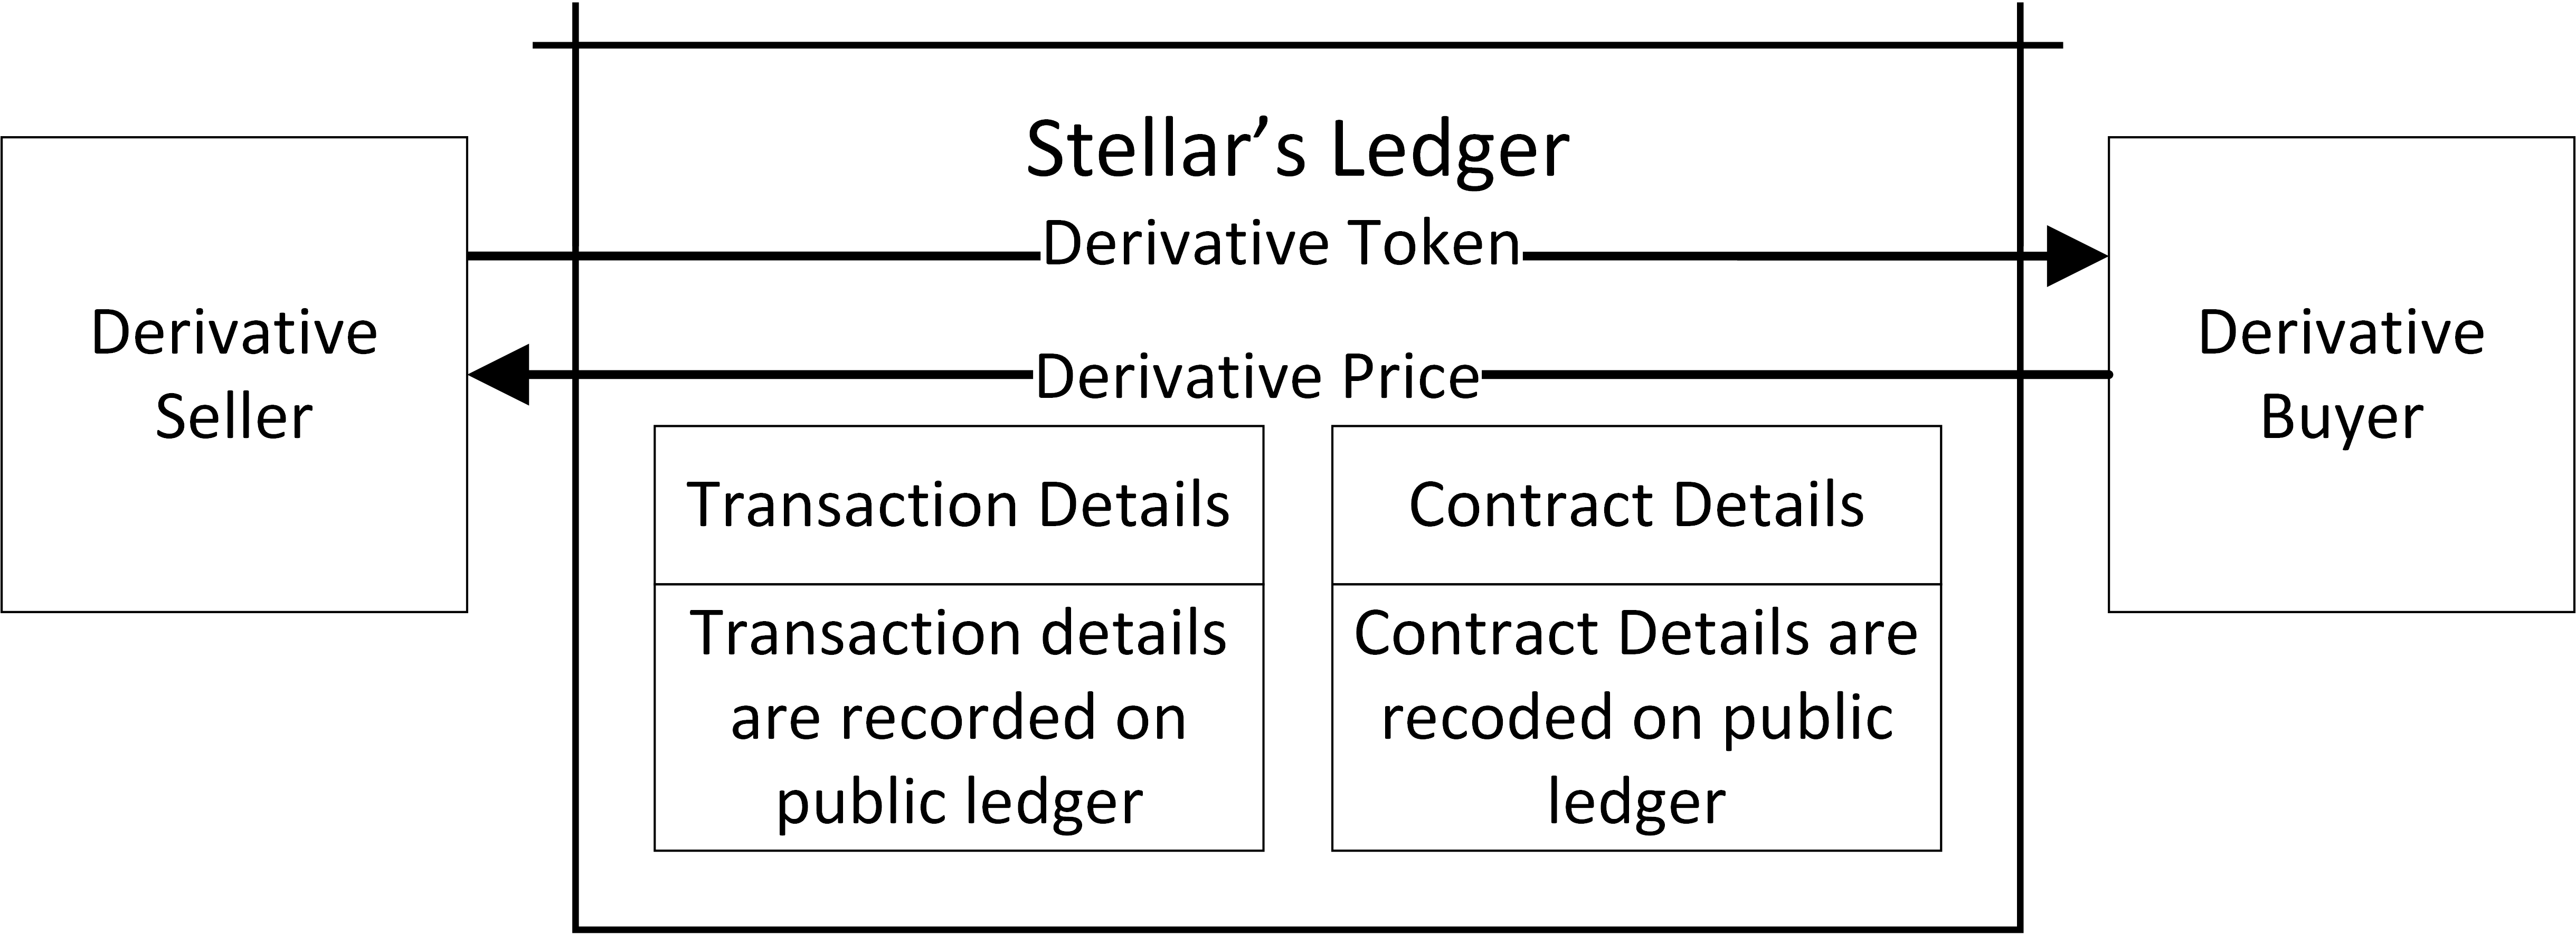 Stellar’s Ledger
Derivative Token
Derivative
Seller
Derivative Price
Derivative
Buyer
Transaction Details
Transaction details
are recorded on
public ledger
Contract Details
Contract Details are
recoded on public
ledger